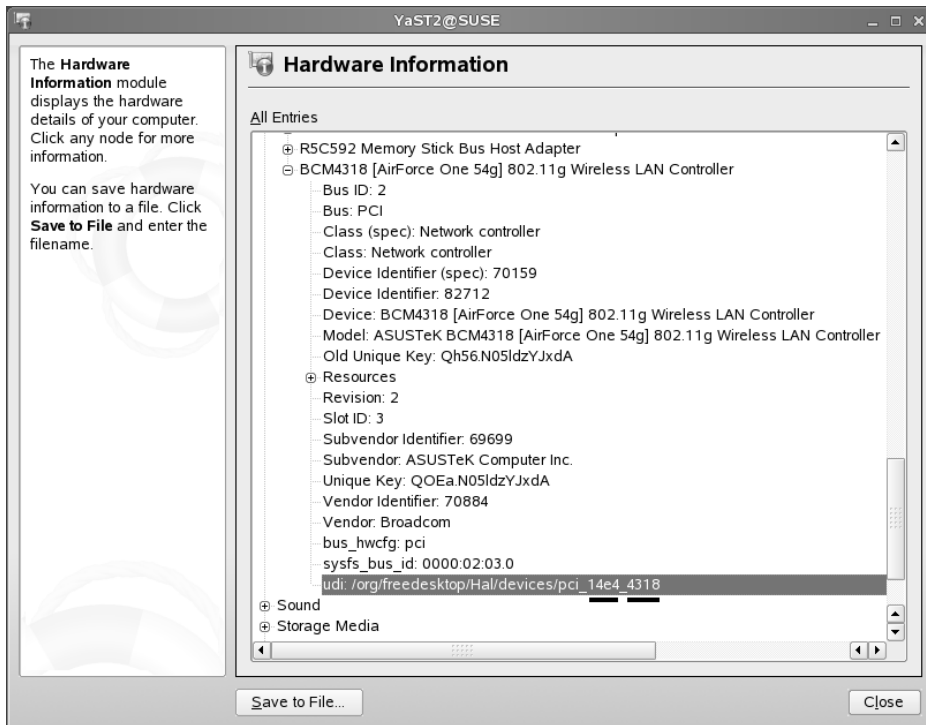 YaST2@SUSE
The Hardware
Information module
displays the hardware
details of your computer.
Click any node for more
information.
You can save hardware
information to a file. Click
Save to File and enter the
filename.
Hardware Information
All Entries
R5C592 Memory Stick Bus Host Adapter
BCM4318 [AirForce One 54g] 802.11g Wireless LAN Controller
Bus ID: 2
Bus: PCI
Class (spec): Network controller
Class: Network controller
Device Identifier (spec): 70159
Device Identifier: 82712
Device: BCM4318 [AirForce One 54g] 802.11g Wireless LAN Controller
Model: ASUSTeK BCM4318 [AirForce One 54g] 802.11g Wireless LAN Controller
Old Unique Key: Qh56.N05ldzYJxdA
Resources
Revision: 2
Slot ID: 3
Subvendor Identifier: 69699
Subvendor: ASUSTeK Computer Inc.
Unique Key: QOEa.N05ldzYJxdA
Vendor Identifier: 70884
Vendor: Broadcom
bus_hwcfg: pci
sysfs_bus_id: 0000:02:03.0
udi: /org/freedesktop/Hal/devices/pci_14e4_4318
Sound
Storage Media
Save to File...
Close